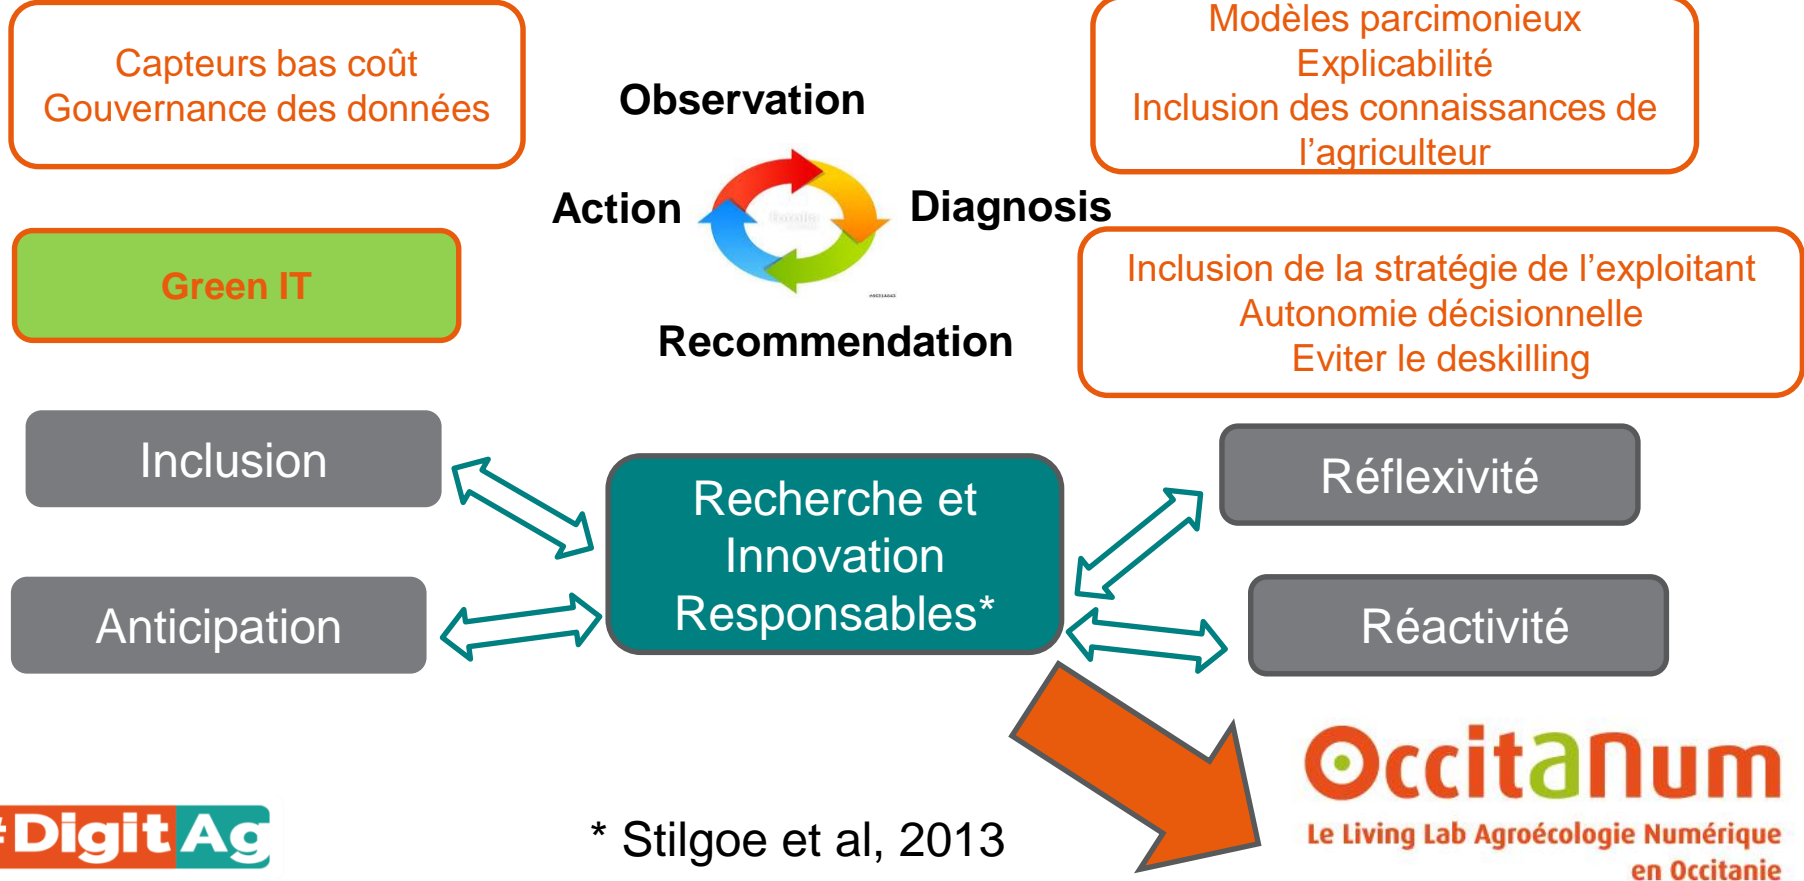 Capteurs bas coût
Gouvernance des données
Modèles parcimonieux
Explicabilité
Inclusion des connaissances de
l’agriculteur
Observation
Action
Diagnosis
Recommendation
Green IT
Inclusion de la stratégie de l’exploitant
Autonomie décisionnelle
Eviter le deskilling
Inclusion
Anticipation
Recherche et
Innovation
Responsables*
Réflexivité
Réactivité
#DigitAg
* Stilgoe et al, 2013
Occitanum
Le Living Lab Agroécologie Numérique
en Occitanie